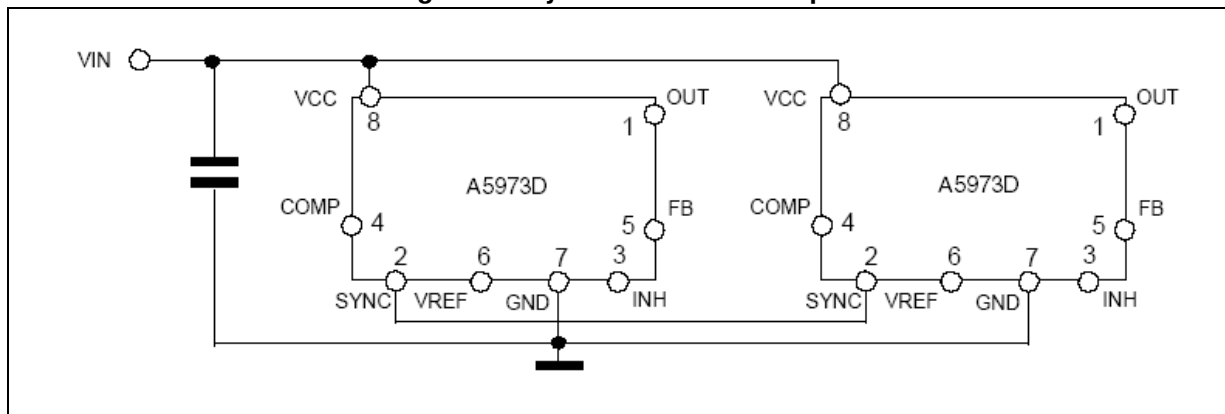 VIN
VCC
8
OUT
1
A5973D
COMP
4
FB
5
2
6
7
3
SYNC
VREF
GND
INH
VCC
8
OUT
1
A5973D
COMP
4
FB
5
2
6
7
3
SYNC
VREF
GND
INH